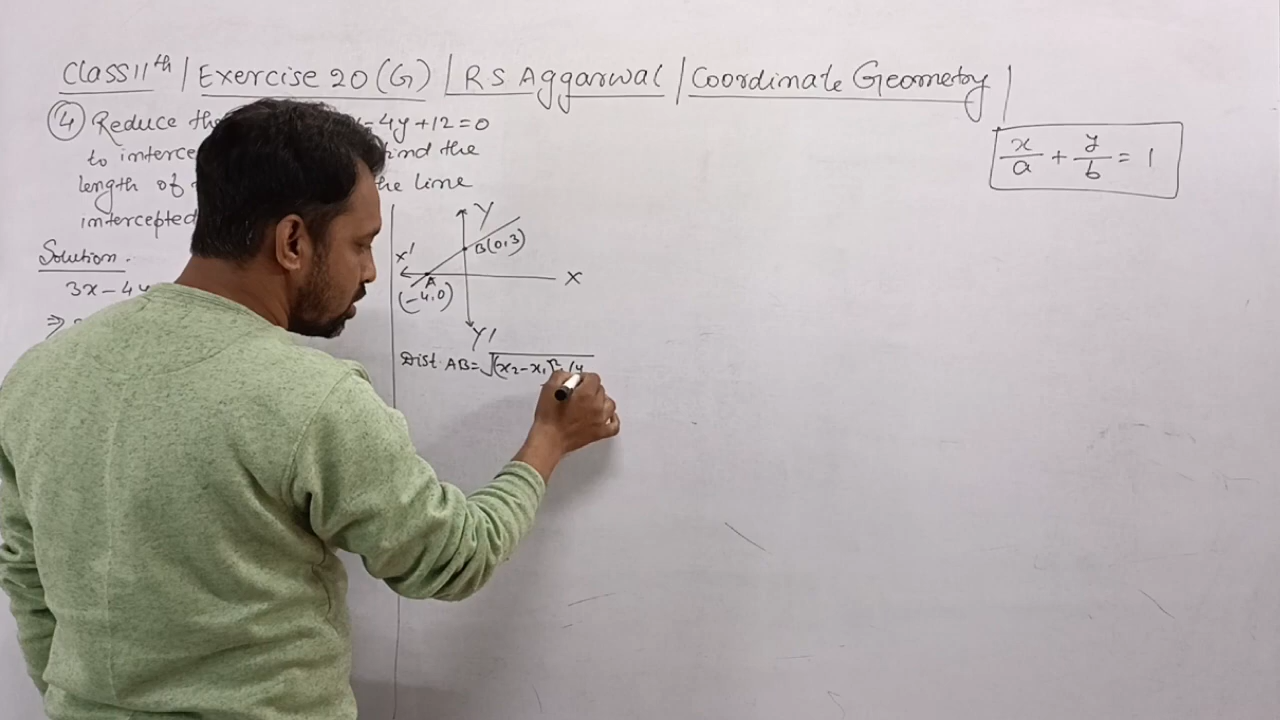 Class 11th / Exercise 20 (G) / RS Aggarwal / Coordinate Geometry /
4 Reduce the x - 4y + 12 = 0
to find the
length of the line
intercepted
x/a + y/b = 1
Solution.
3x - 4y
⇒
Y
B(0,3)
X'
X
A
(-4,0)
Y'
Dist. AB = √(x₂ - x₁)² (y